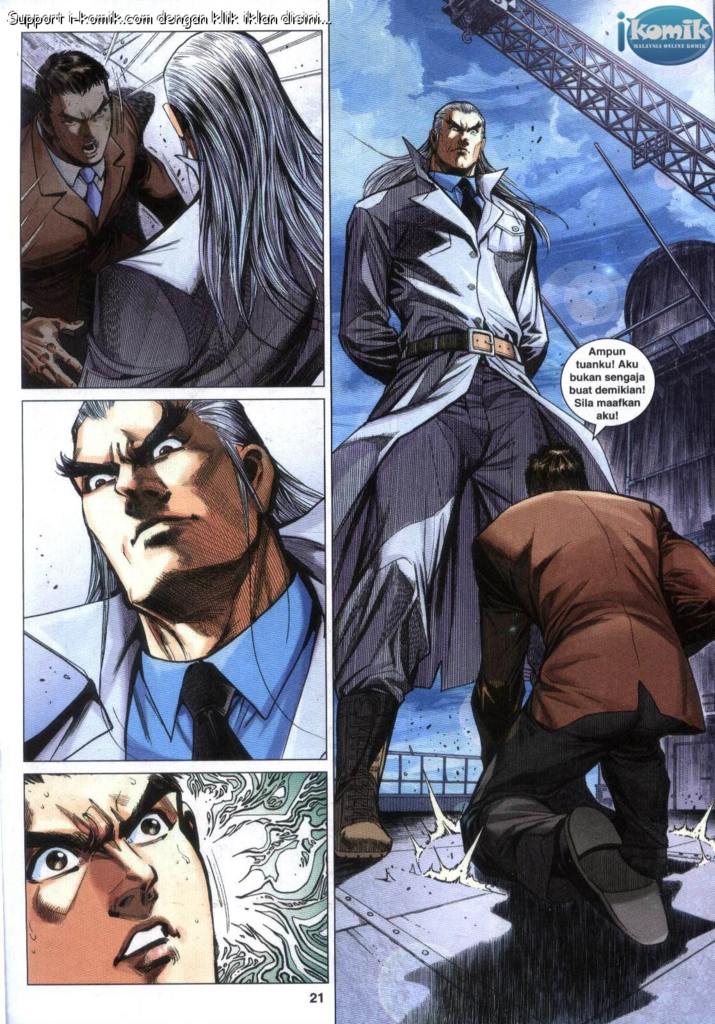 Support i-komik.com dengan klik iklan disini...
ikomik
MALAYSIA ONLINE KOMIK
Ampun
tuanku! Aku
bukan sengaja
buat demikian!
Sila maafkan
aku!
21